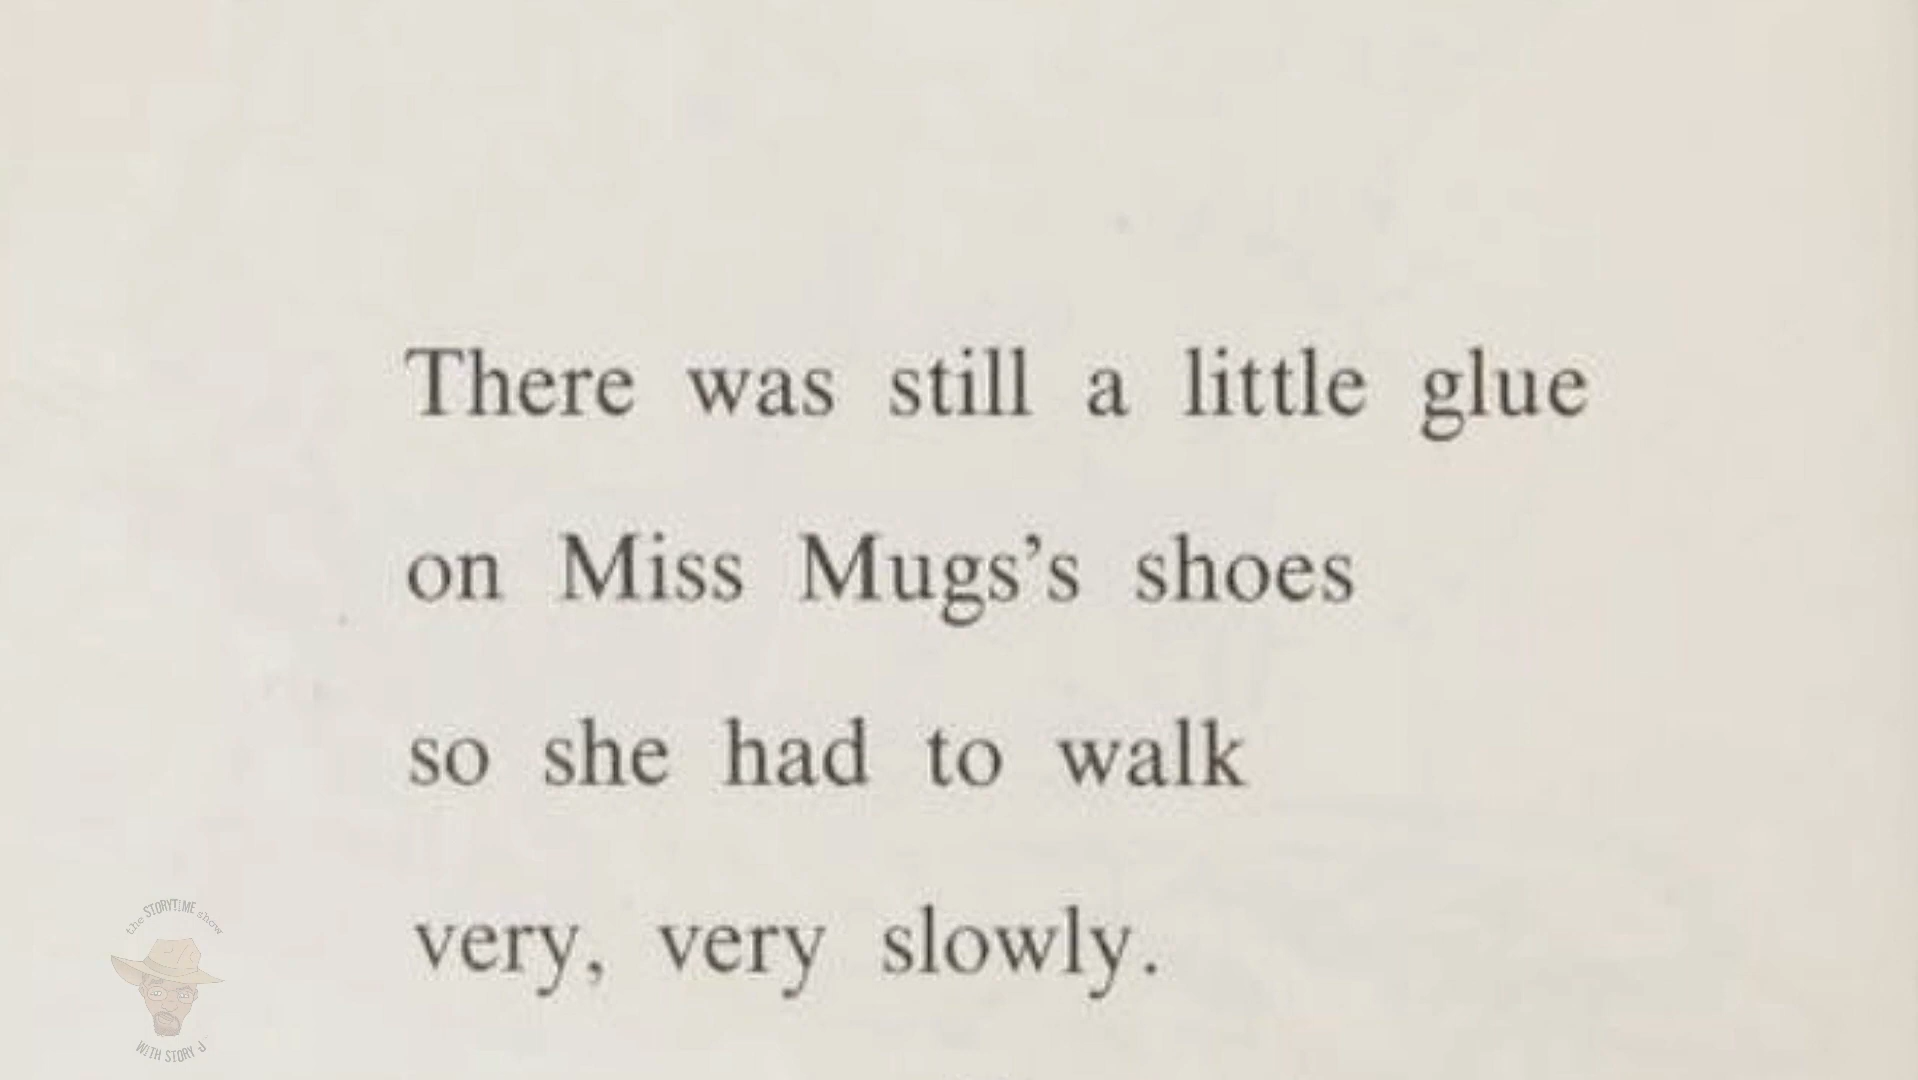 There was still a little glue
on Miss Mugs's shoes
so she had to walk
very, very slowly.
the STORYTIME show
WITH STORY J